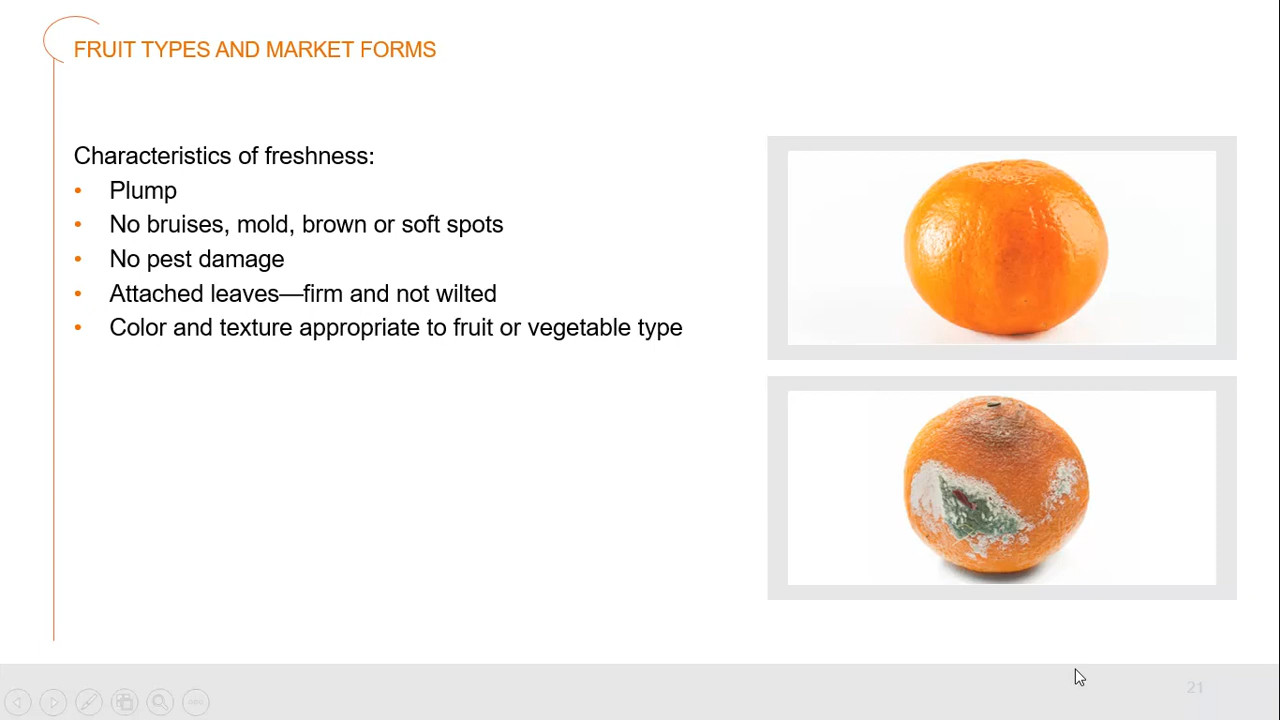 FRUIT TYPES AND MARKET FORMS
Characteristics of freshness:
• Plump
• No bruises, mold, brown or soft spots
• No pest damage
• Attached leaves—firm and not wilted
• Color and texture appropriate to fruit or vegetable type
21